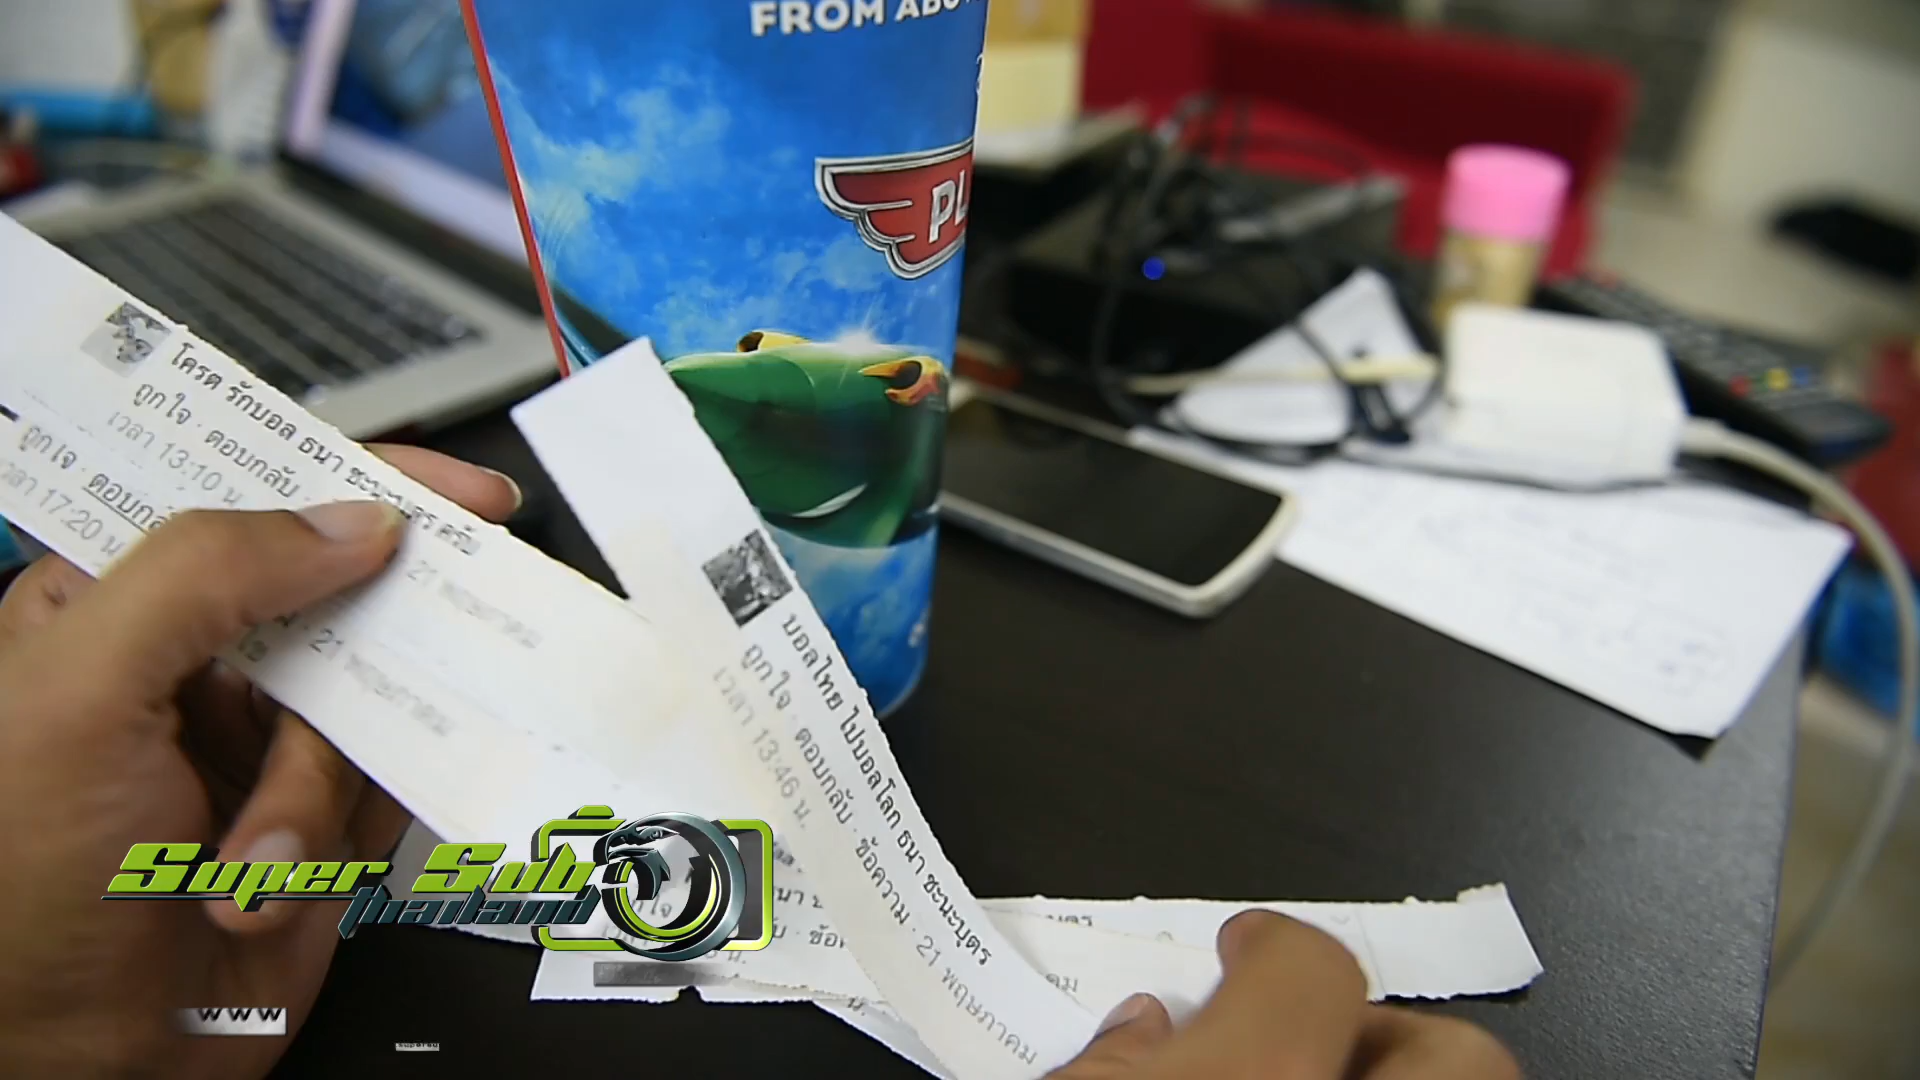 FROM ABOV
PL
โครต รักบอล ธนา ชะนะบุตร ครับ
ถูกใจ · ตอบกลับ ·
21 พฤษภาคม
เวลา 13:10 น.
ถูกใจ · ตอบกลับ
21 พฤษภาคม
เวลา 17:20 น
บอลไทย ไปบอลโลก ธนา ชะนะบุตร
ถูกใจ · ตอบกลับ · ข้อความ · 21 พฤษภาคม
เวลา 13:46 น.
Super Sub
thailand
www